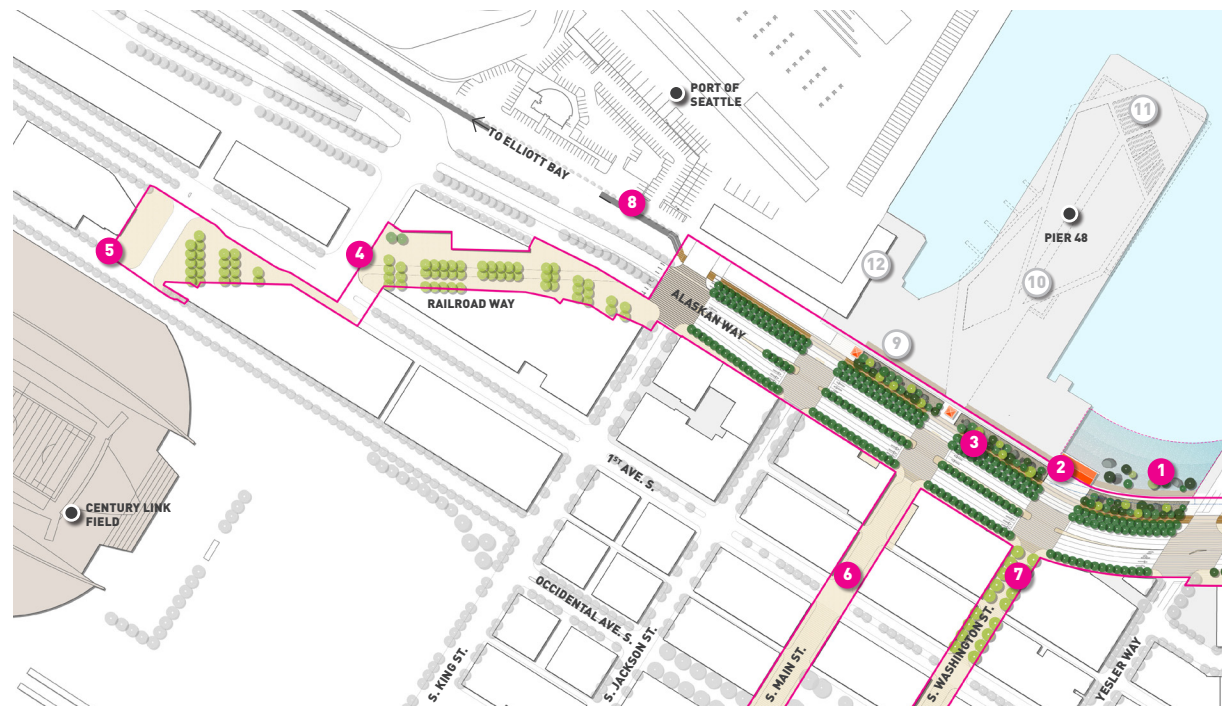 PORT OF
SEATTLE
11
TO ELLIOTT BAY
8
PIER 48
5
4
12
10
RAILROAD WAY
ALASKAN WAY
9
3
2
1
1ST AVE. S.
CENTURY LINK
FIELD
6
7
OCCIDENTAL AVE. S.
S. KING ST.
S. JACKSON ST.
S. MAIN ST.
S. WASHINGTON ST.
YESLER WAY